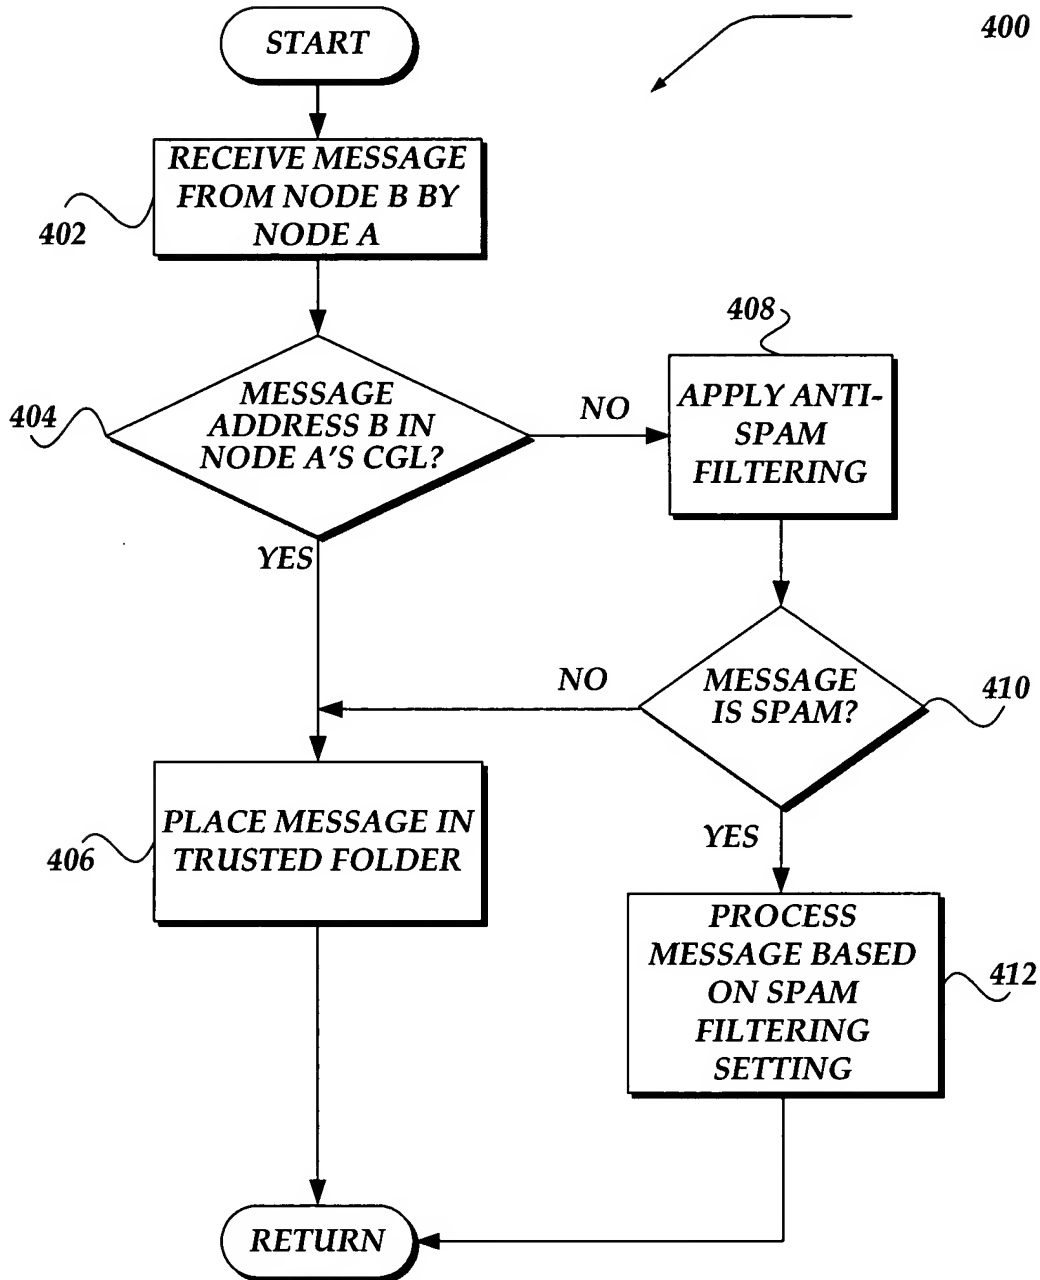 START
400
RECEIVE MESSAGE
FROM NODE B BY
NODE A
402
408
MESSAGE
ADDRESS B IN
NODE A'S CGL?
404
NO
APPLY ANTI-
SPAM
FILTERING
YES
NO
MESSAGE
IS SPAM?
410
PLACE MESSAGE IN
TRUSTED FOLDER
406
YES
PROCESS
MESSAGE BASED
ON SPAM
FILTERING
SETTING
412
RETURN